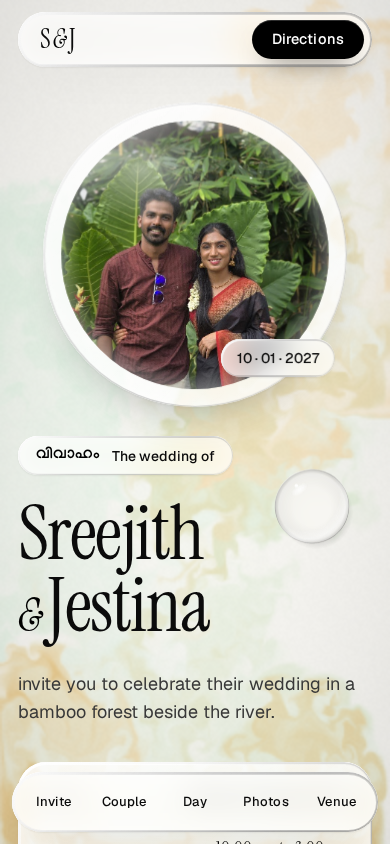 S&J
Directions
10·01·2027
വിവാഹം The wedding of
Sreejith
&Jestina
invite you to celebrate their wedding in a
bamboo forest beside the river.
Invite Couple Day Photos Venue